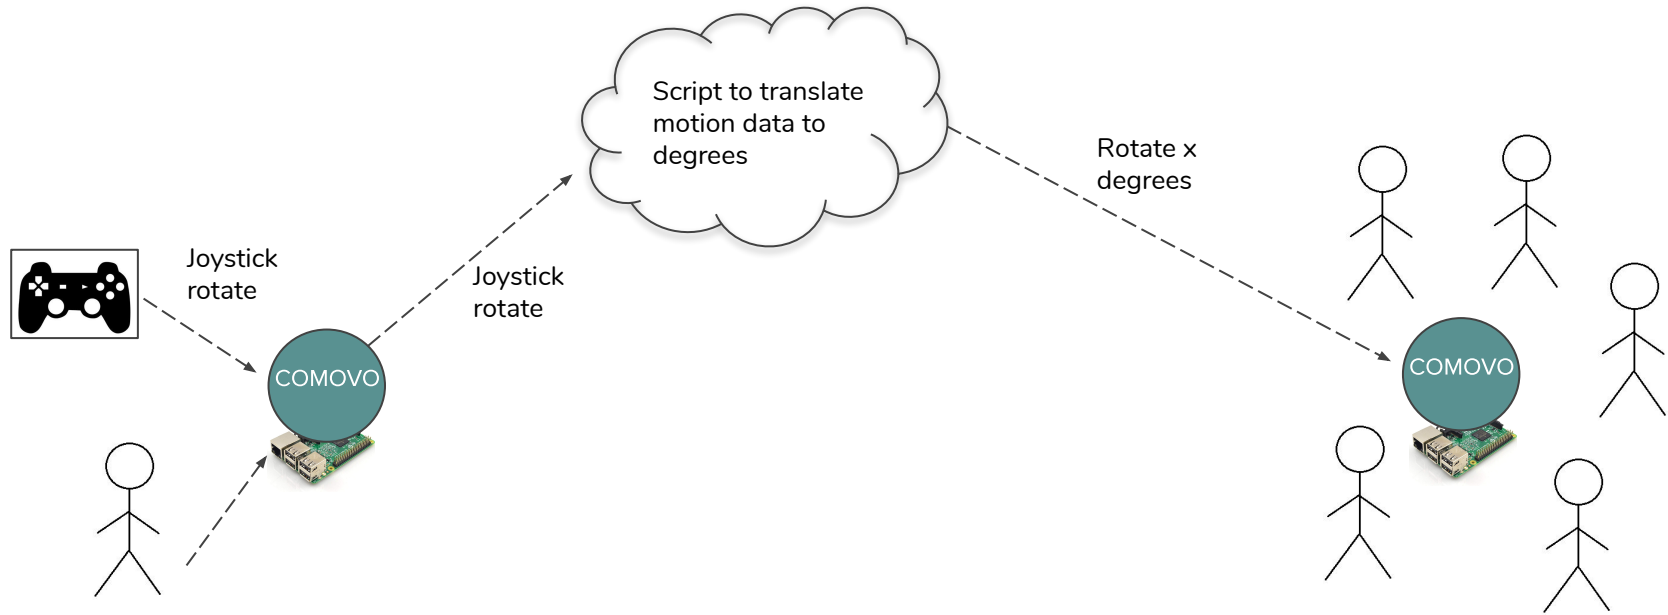 Script to translate
motion data to
degrees
Rotate x
degrees
Joystick
rotate
Joystick
rotate
COMOVO
COMOVO